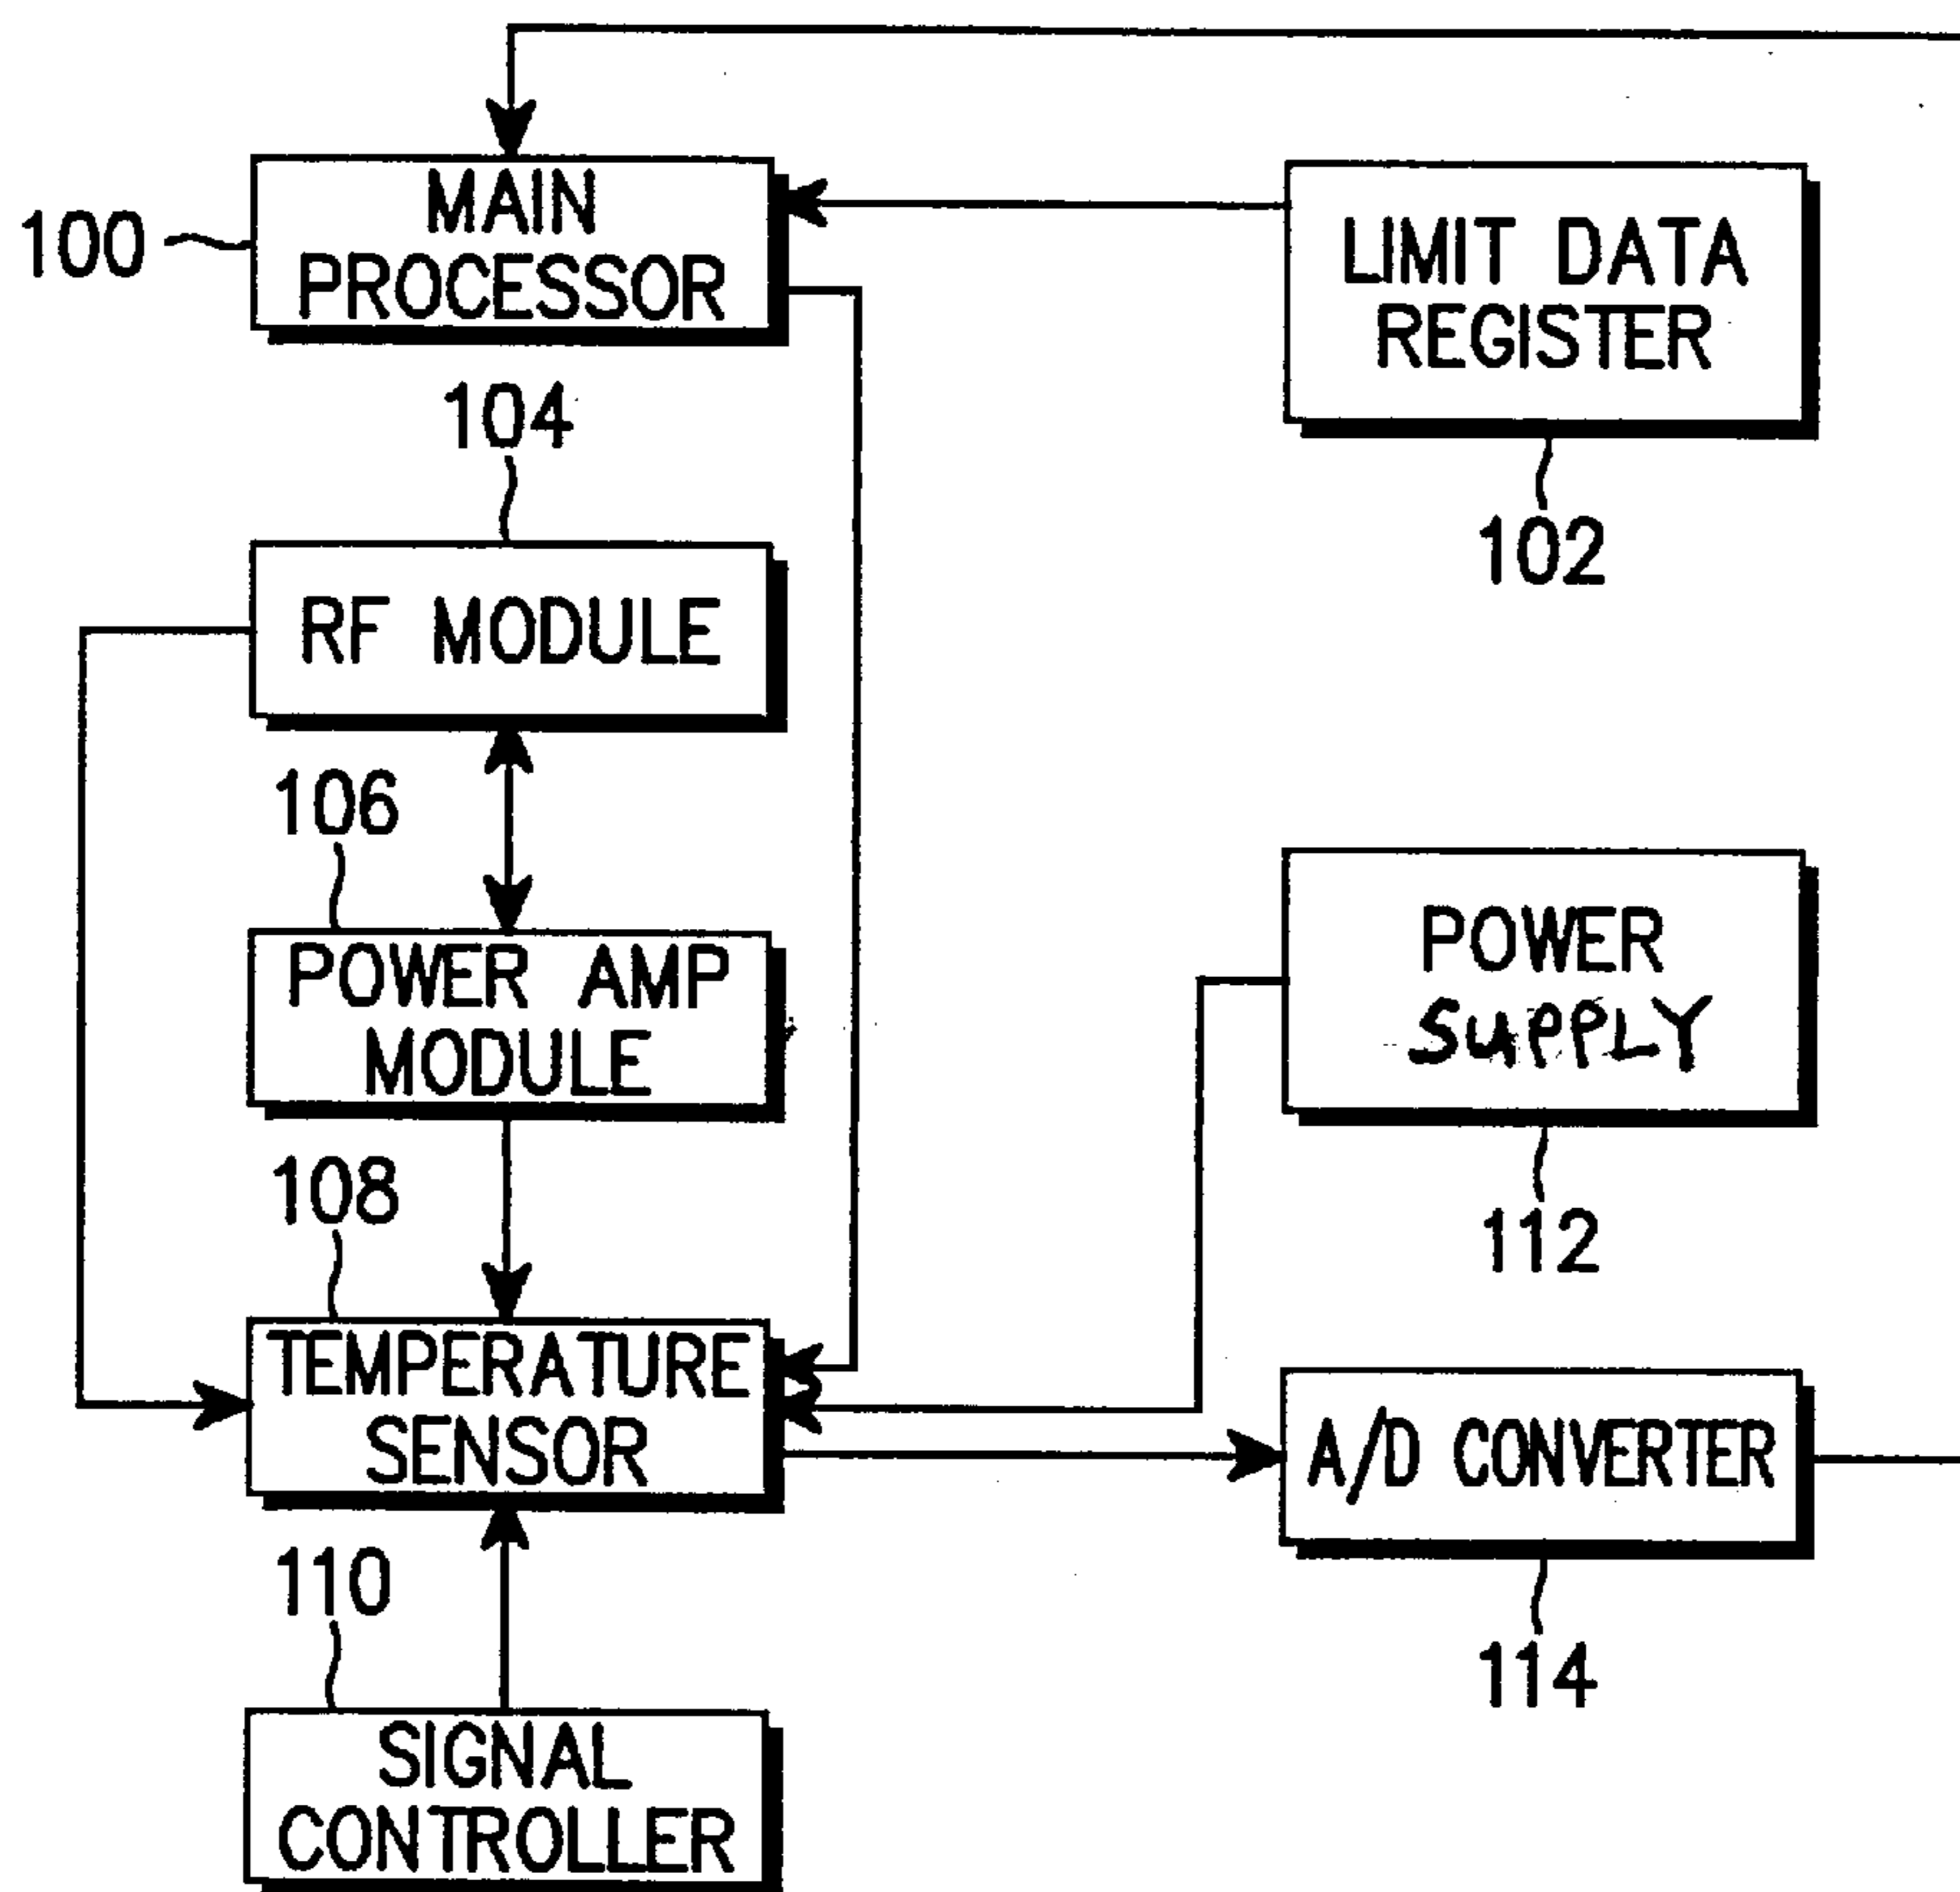 MAIN
PROCESSOR
100
LIMIT DATA
REGISTER
102
104
RF MODULE
106
POWER AMP
MODULE
POWER
SUPPLY
112
108
TEMPERATURE
SENSOR
A/D CONVERTER
114
110
SIGNAL
CONTROLLER